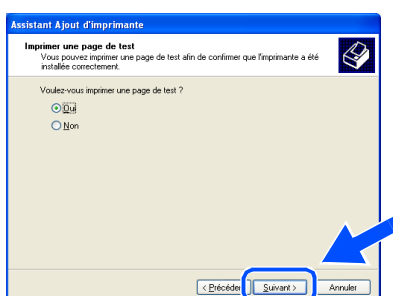 Assistant Ajout d'imprimante
Imprimer une page de test
Vous pouvez imprimer une page de test afin de confirmer que l'imprimante a été
installée correctement.
Voulez-vous imprimer une page de test ?
Oui
Non
< Précédent Suivant > Annuler